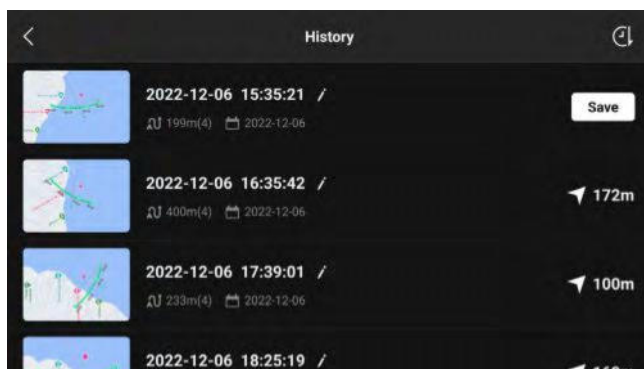 History
2022-12-06 15:35:21
199m(4) 2022-12-06
Save
2022-12-06 16:35:42
400m(4) 2022-12-06
172m
2022-12-06 17:39:01
233m(4) 2022-12-06
100m
2022-12-06 18:25:19